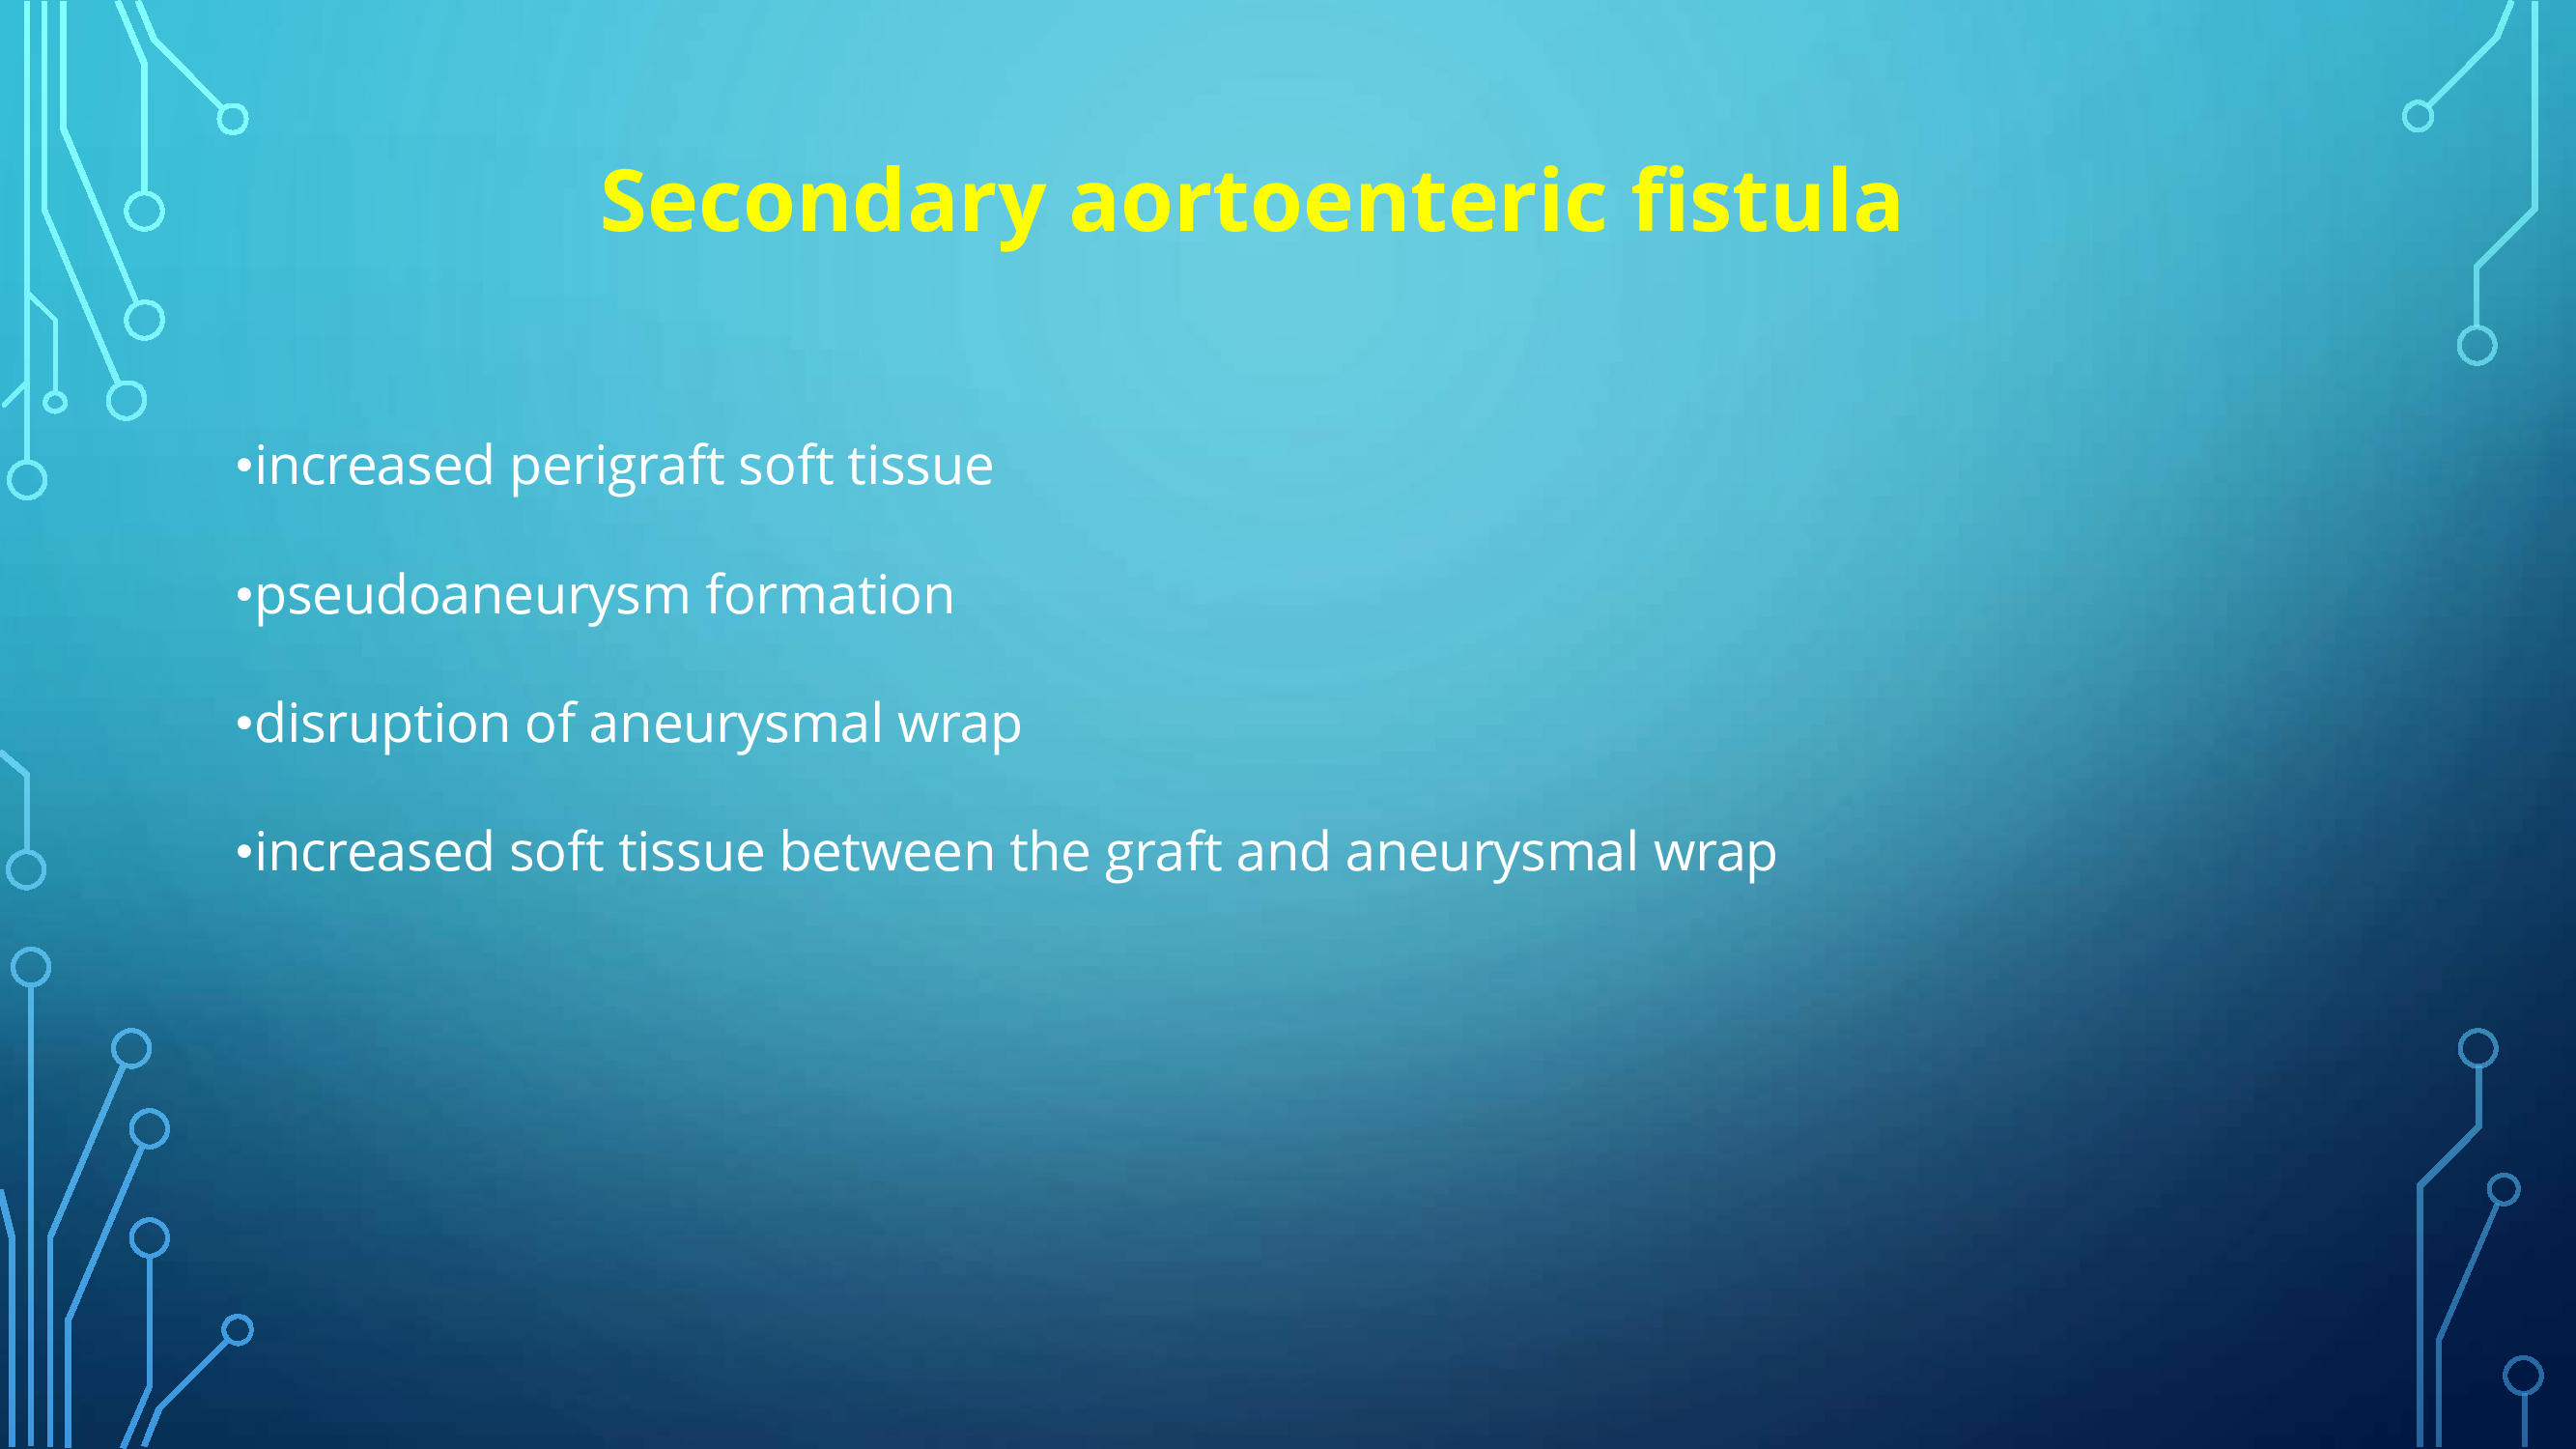 Secondary aortoenteric fistula
•increased perigraft soft tissue
•pseudoaneurysm formation
•disruption of aneurysmal wrap
•increased soft tissue between the graft and aneurysmal wrap